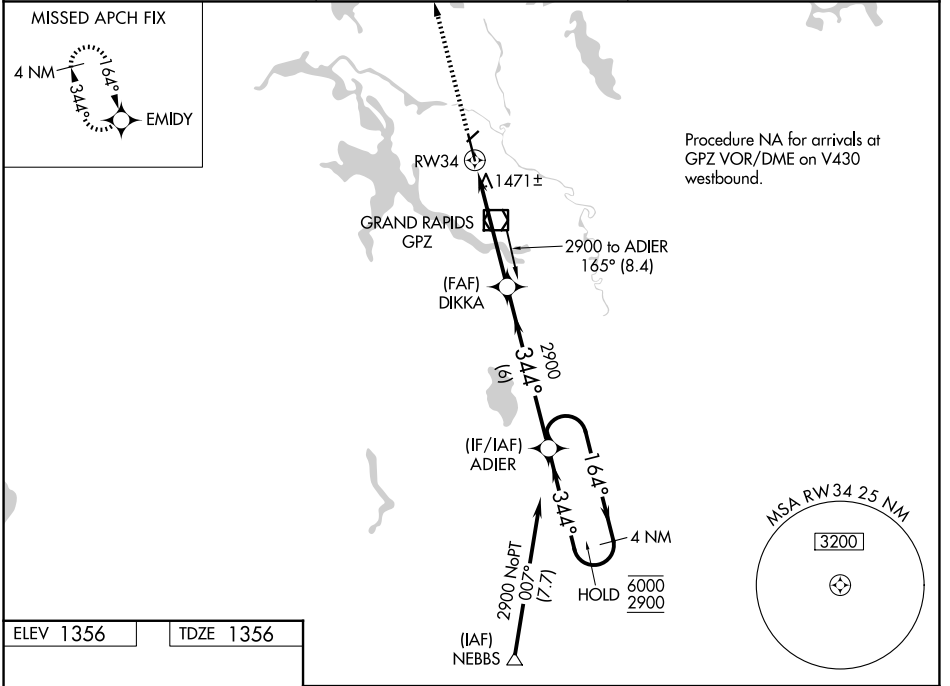 MISSED APCH FIX
4 NM
164°
344°
EMIDY
RW34
1471±
Procedure NA for arrivals at
GPZ VOR/DME on V430
westbound.
GRAND RAPIDS
GPZ
2900 to ADIER
165° (8.4)
(FAF)
DIKKA
2900
344°
(6)
(IF/IAF)
ADIER
164°
344°
4 NM
HOLD
6000
2900
2900 NoPT
007°
(7.7)
(IAF)
NEBBS
MSA RW34 25 NM
3200
ELEV 1356
TDZE 1356